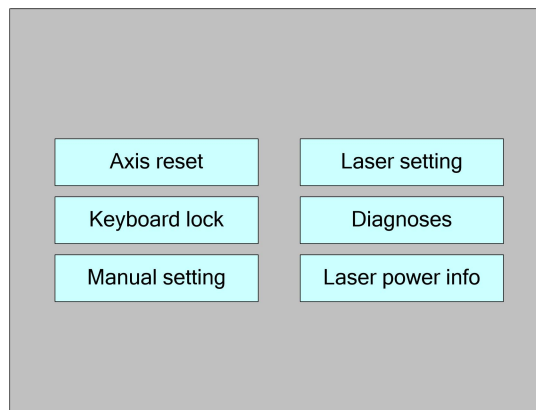 Axis reset
Laser setting
Keyboard lock
Diagnoses
Manual setting
Laser power info